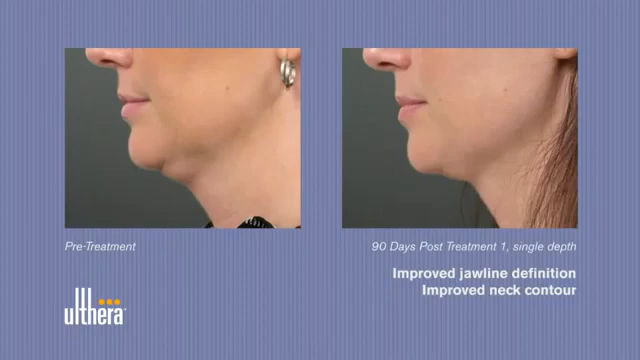 Pre-Treatment
90 Days Post Treatment 1, single depth
Improved jawline definition
Improved neck contour
ulthera